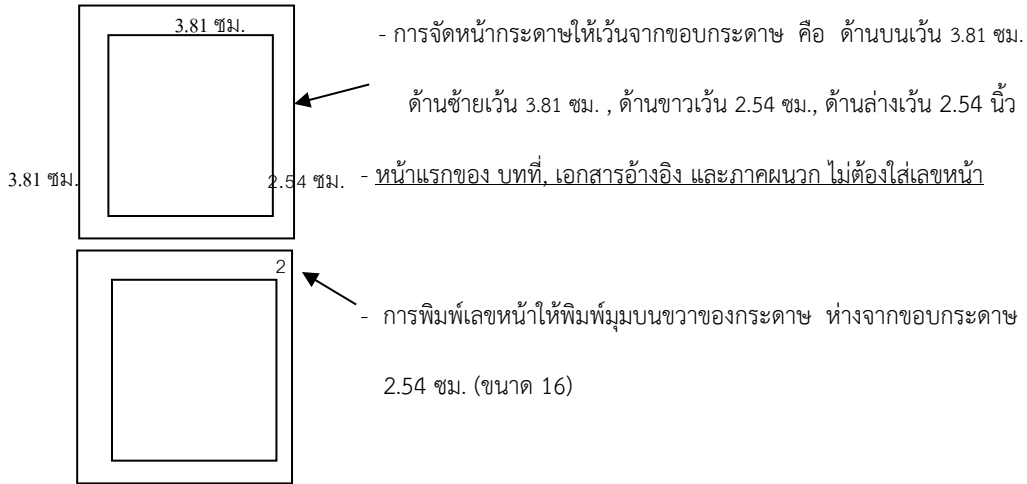 3.81 ซม.
- การจัดหน้ากระดาษให้เว้นจากขอบกระดาษ คือ ด้านบนเว้น 3.81 ซม.
ด้านซ้ายเว้น 3.81 ซม. , ด้านขาวเว้น 2.54 ซม., ด้านล่างเว้น 2.54 นิ้ว
3.81 ซม.
2.54 ซม.
- หน้าแรกของ บทที่, เอกสารอ้างอิง และภาคผนวก ไม่ต้องใส่เลขหน้า
2
- การพิมพ์เลขหน้าให้พิมพ์มุมบนขวาของกระดาษ ห่างจากขอบกระดาษ
2.54 ซม. (ขนาด 16)